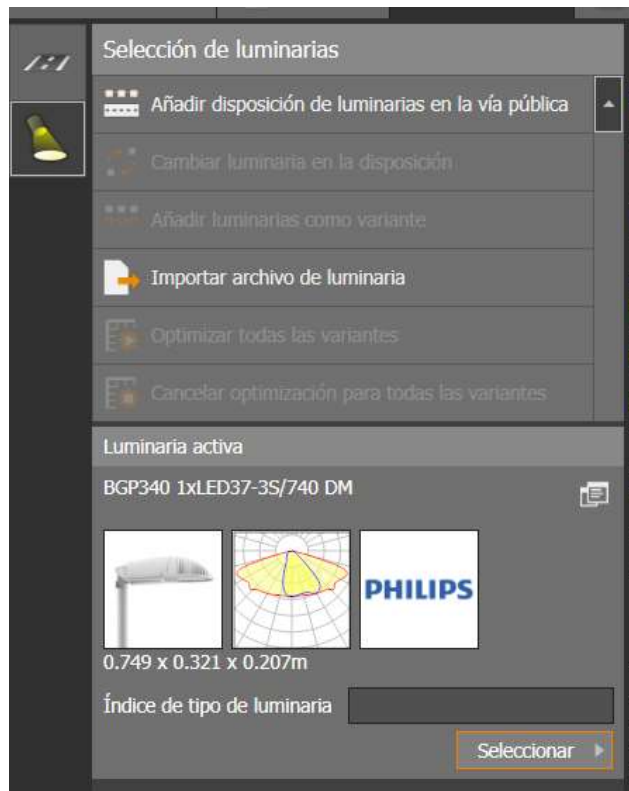 Selección de luminarias
Añadir disposición de luminarias en la vía pública
Cambiar luminaria en la disposición
Añadir luminarias como variante
Importar archivo de luminaria
Optimizar todas las variantes
Cancelar optimización para todas las variantes
Luminaria activa
BGP340 1xLED37-3S/740 DM
PHILIPS
0.749 x 0.321 x 0.207m
Índice de tipo de luminaria
Seleccionar